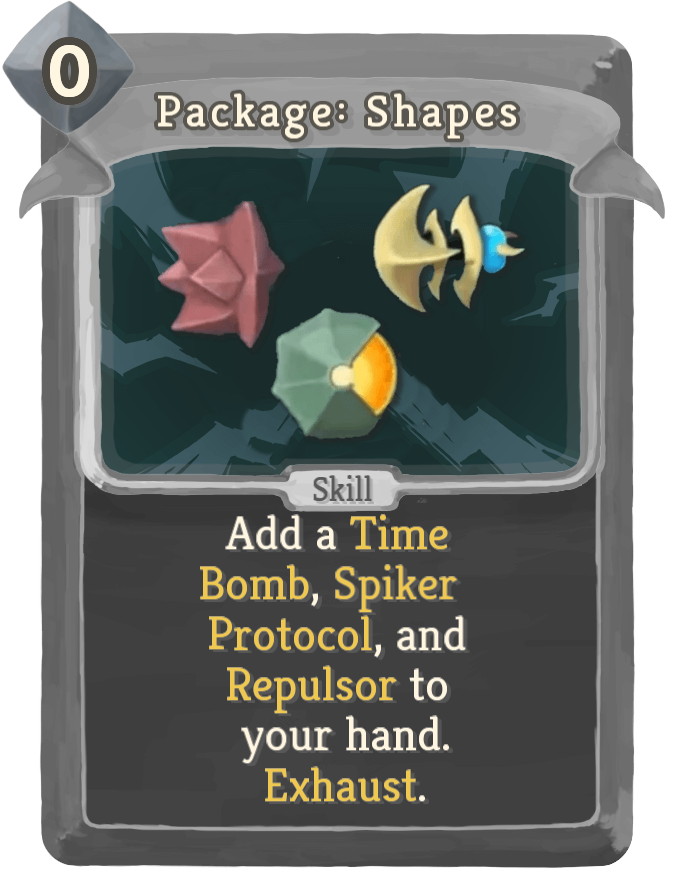 0
Package: Shapes
Skill
Add a Time
Bomb, Spiker
Protocol, and
Repulsor to
your hand.
Exhaust.